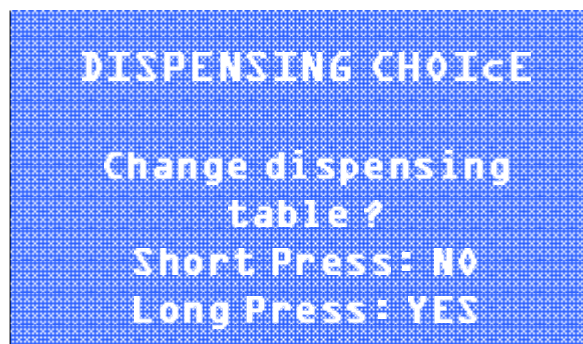 DISPENSING CHOIcE
Change dispensing
table ?
Short Press: NO
Long Press: YES